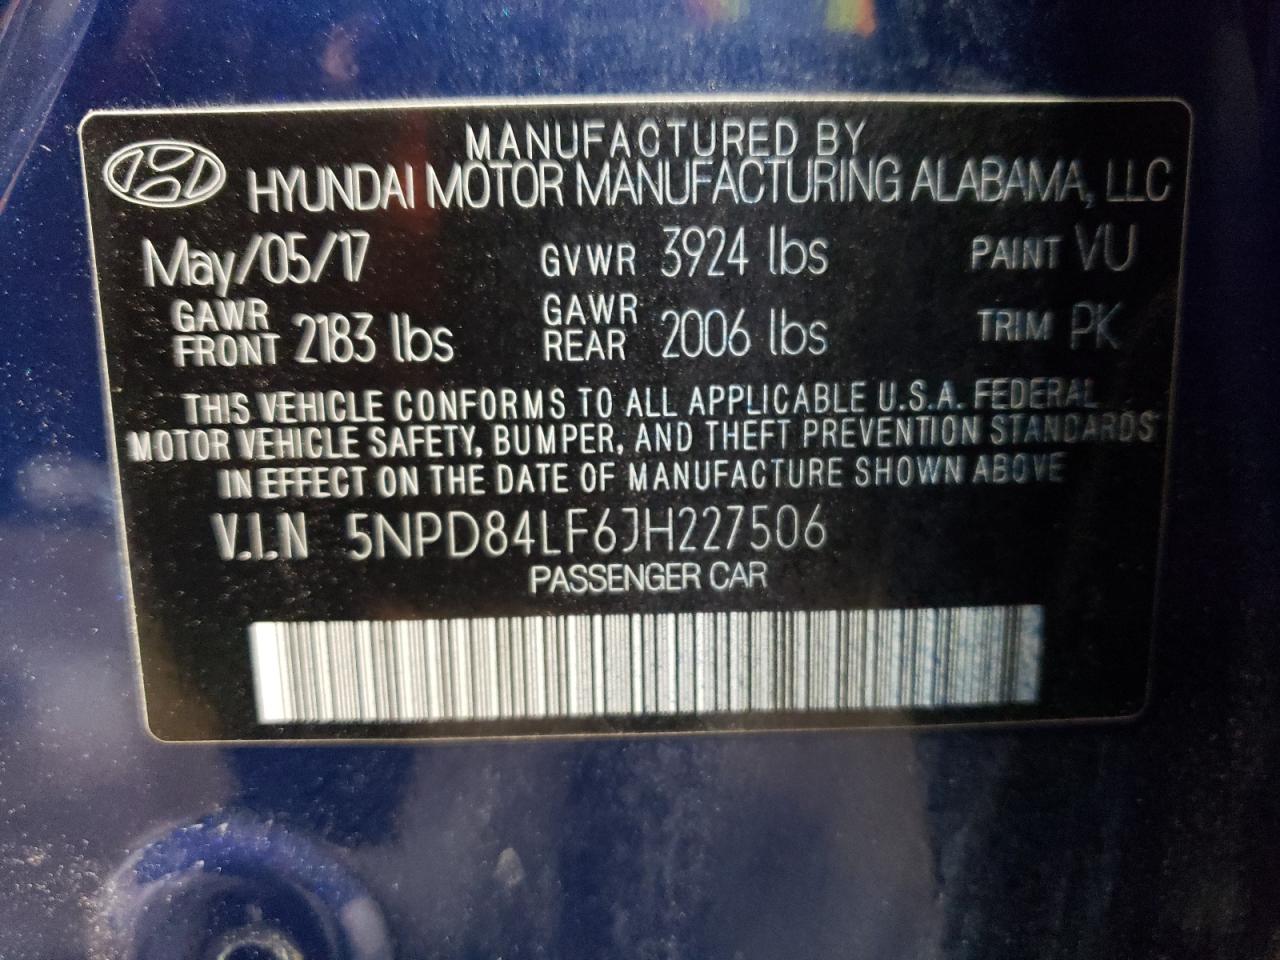 MANUFACTURED BY
HYUNDAI MOTOR MANUFACTURING ALABAMA, LLC
May/05/17 GVWR 3924 lbs PAINT VU
GAWR FRONT 2183 lbs GAWR REAR 2006 lbs TRIM PK
THIS VEHICLE CONFORMS TO ALL APPLICABLE U.S.A. FEDERAL
MOTOR VEHICLE SAFETY, BUMPER, AND THEFT PREVENTION STANDARDS
IN EFFECT ON THE DATE OF MANUFACTURE SHOWN ABOVE
V.I.N 5NPD84LF6JH227506
PASSENGER CAR